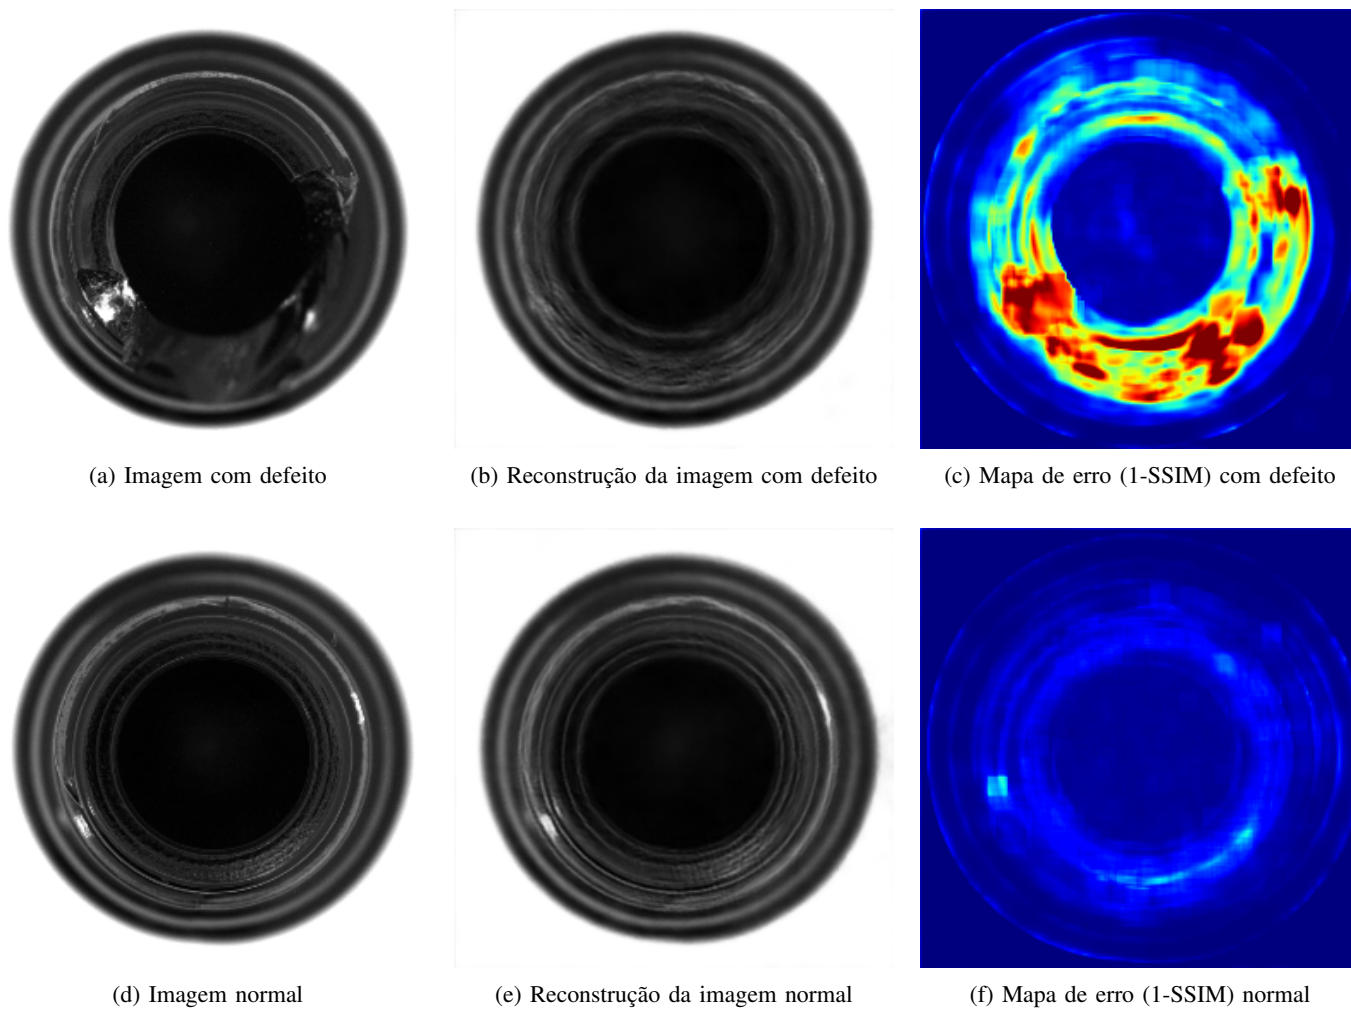 (a) Imagem com defeito
(b) Reconstrução da imagem com defeito
(c) Mapa de erro (1-SSIM) com defeito
(d) Imagem normal
(e) Reconstrução da imagem normal
(f) Mapa de erro (1-SSIM) normal